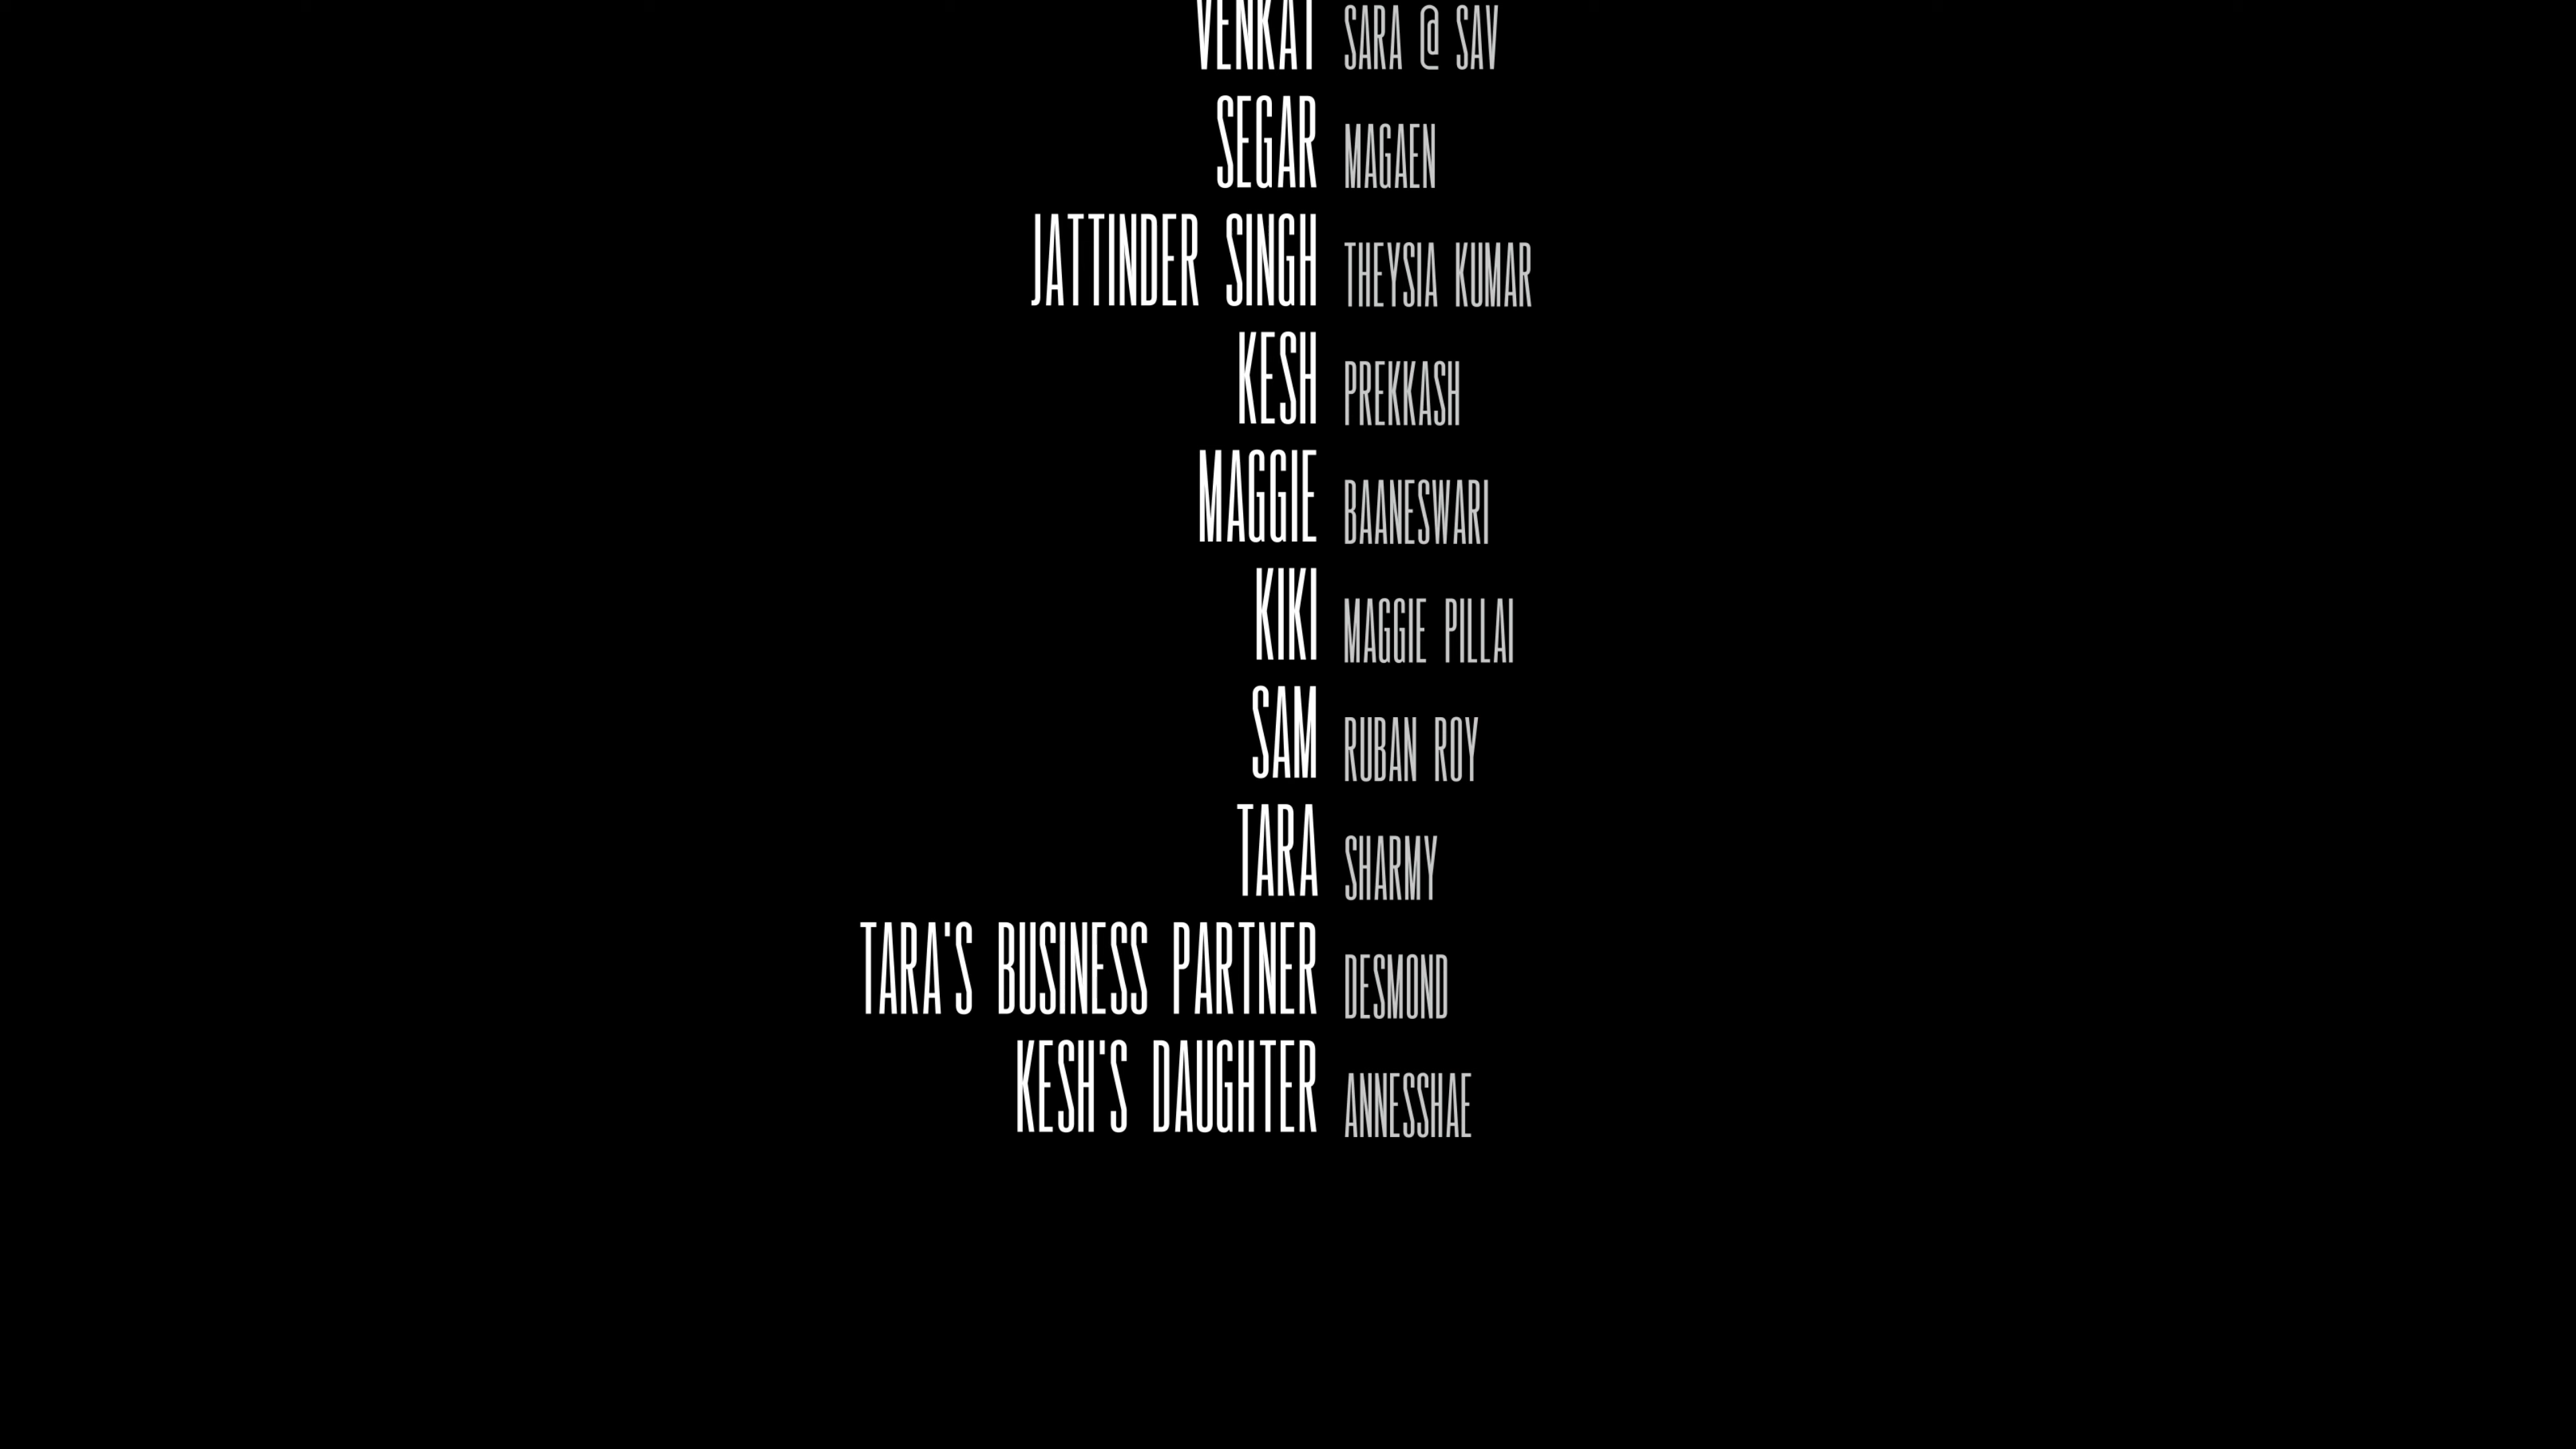 VENKAT SARA @ SAV
SEGAR MAGAEN
JATTINDER SINGH THEYSIA KUMAR
KESH PREKKASH
MAGGIE BAANESWARI
KIKI MAGGIE PILLAI
SAM RUBAN ROY
TARA SHARMY
TARA'S BUSINESS PARTNER DESMOND
KESH'S DAUGHTER ANNESSHAE